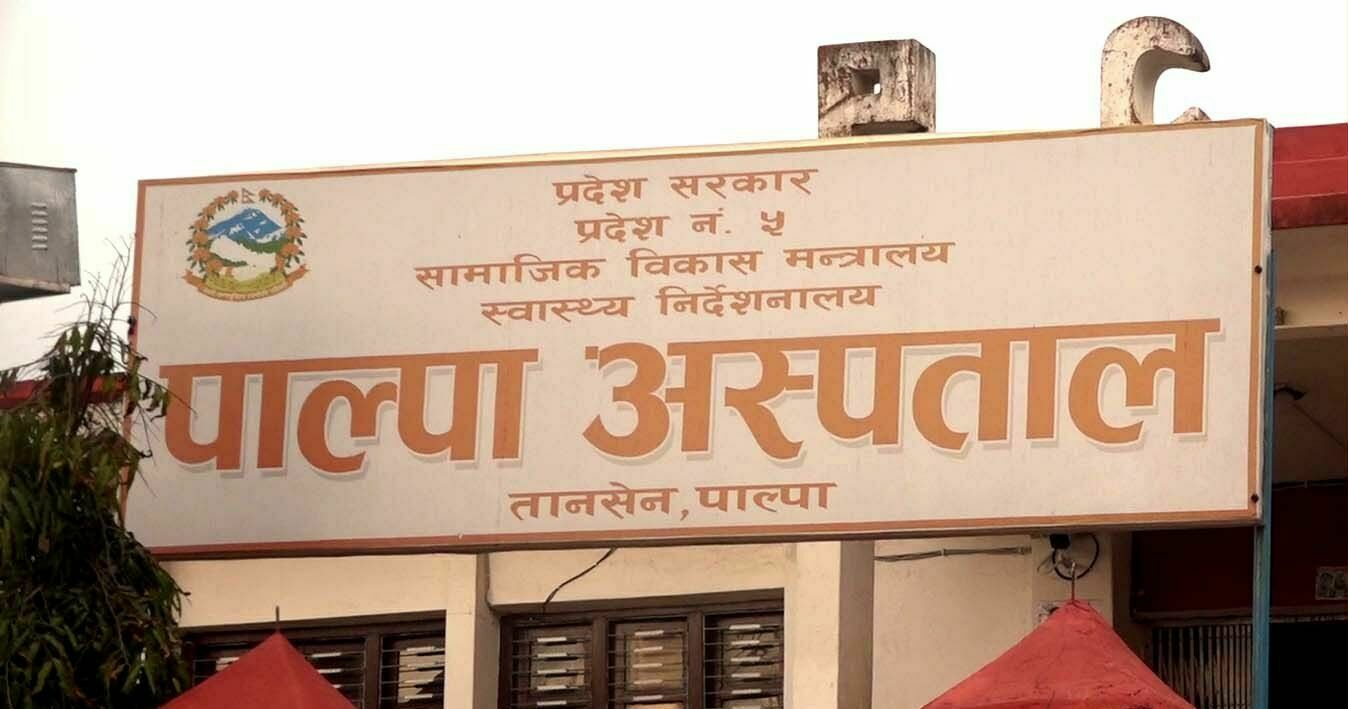 प्रदेश सरकार
प्रदेश नं. ५
सामाजिक विकास मन्त्रालय
स्वास्थ्य निर्देशनालय
पाल्पा अस्पताल
तानसेन, पाल्पा